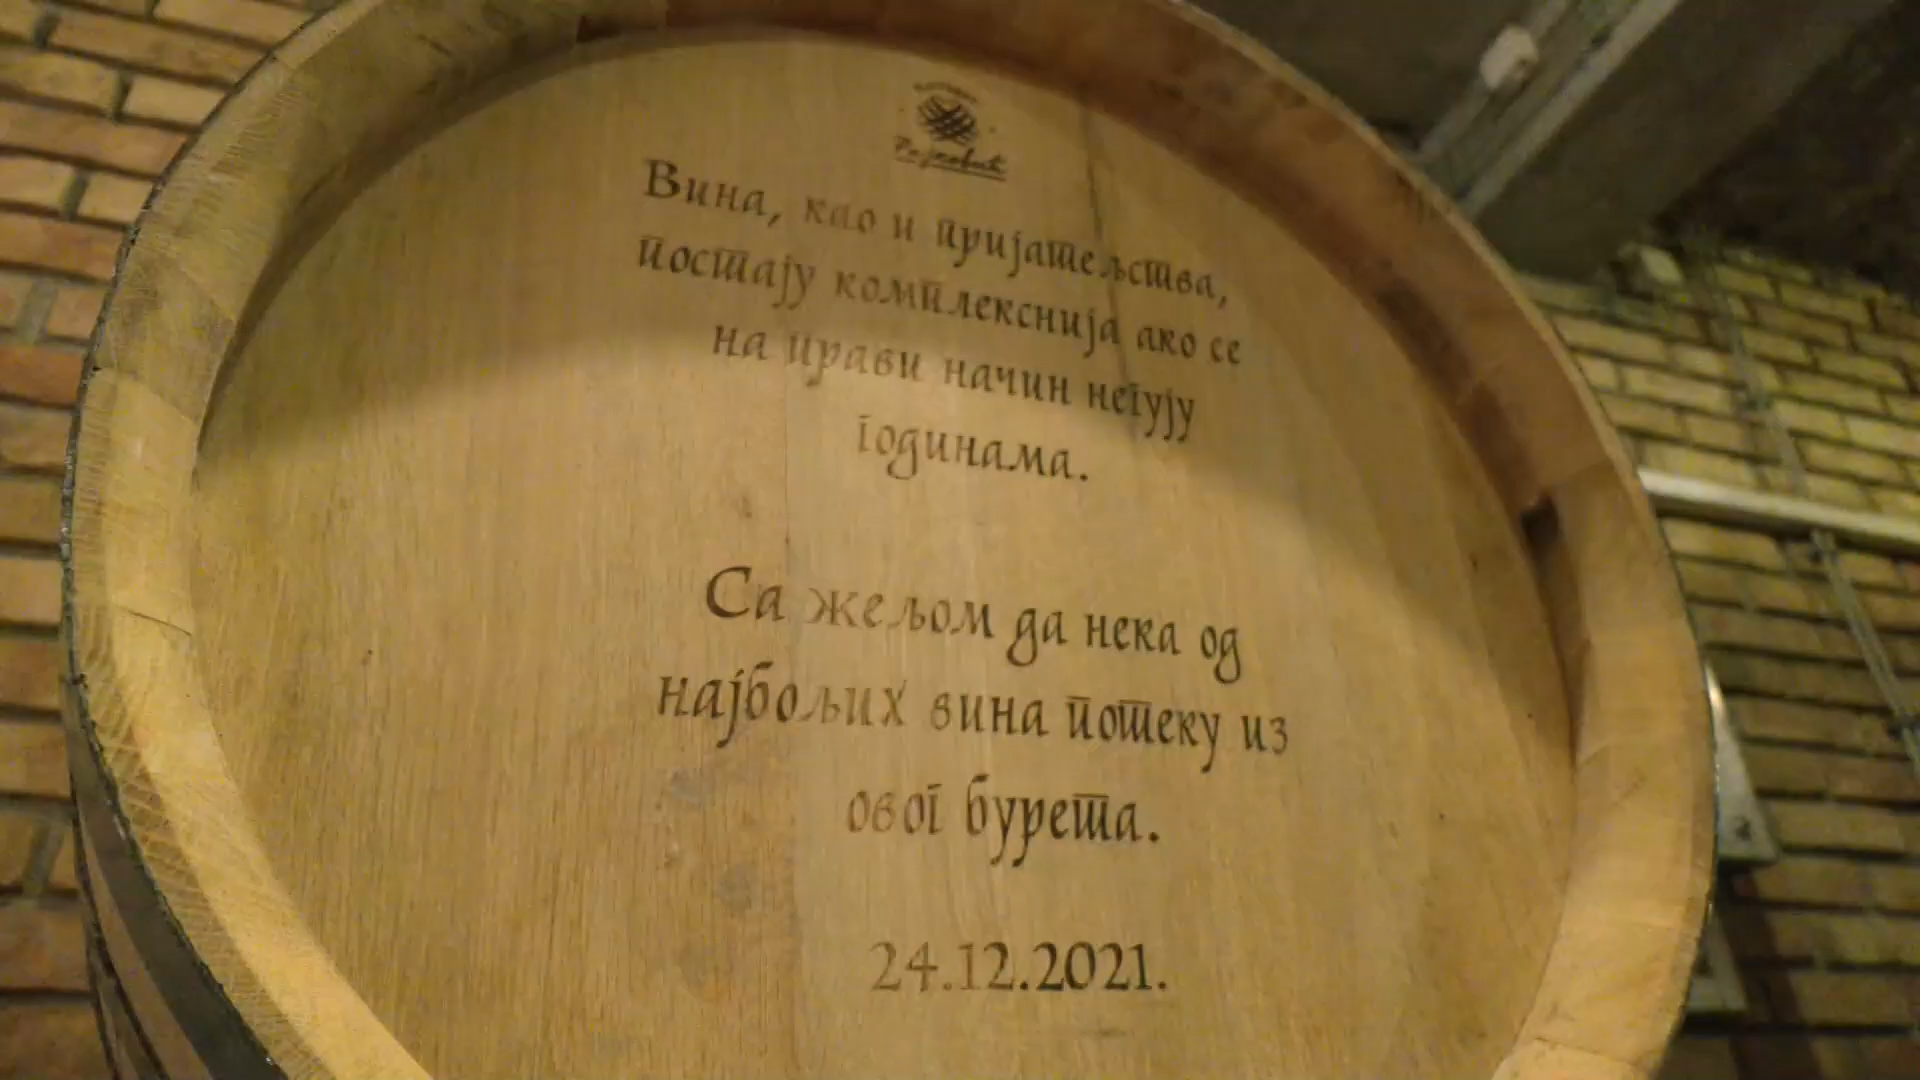 Вина, као и пријатељства,
постају комплекснија ако се
на прави начин негују
годинама.
Са жељом да нека од
најбољих вина потеку из
овог бурета.
24.12.2021.